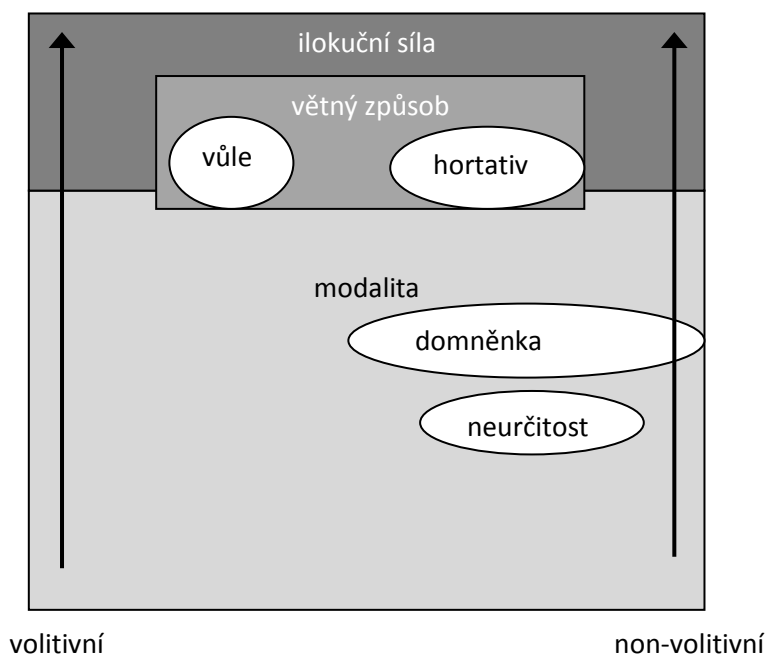 ilokuční síla
větný způsob
vůle
hortativ
modalita
domněnka
neurčitost
volitivní
non-volitivní